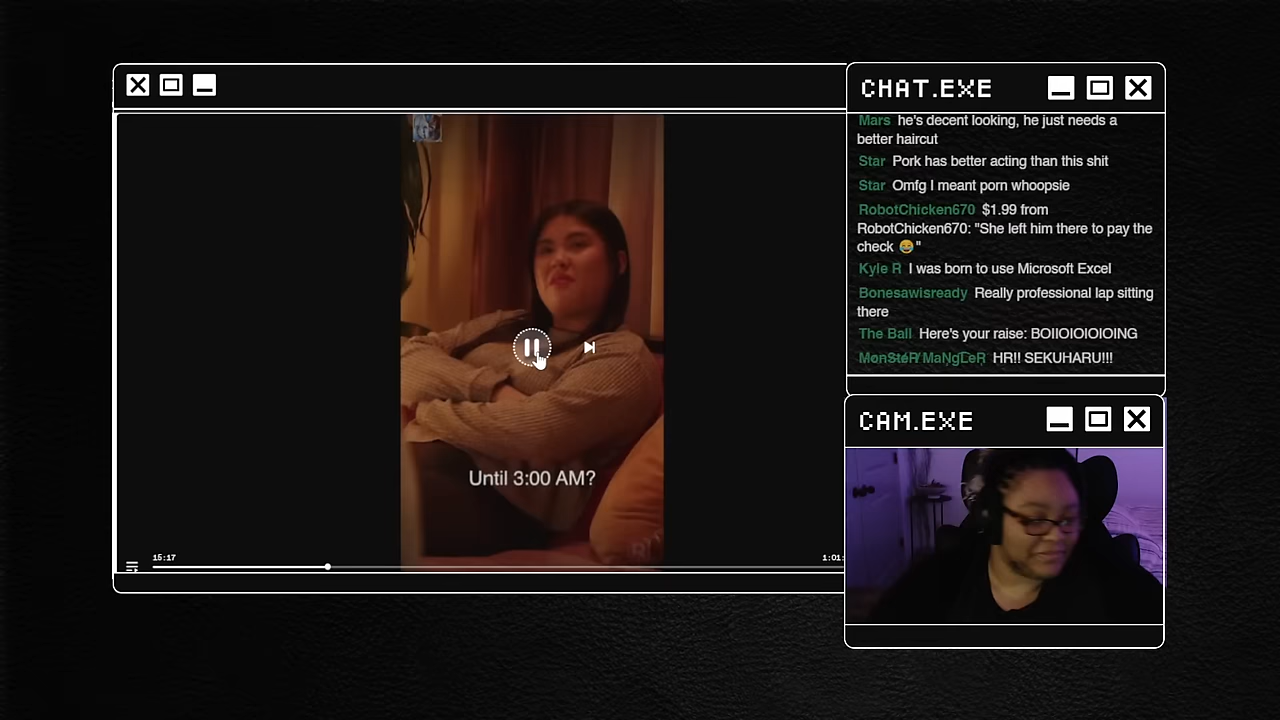 CHAT.EXE
Mars he's decent looking, he just needs a
better haircut
Star Pork has better acting than this shit
Star Omfg I meant porn whoopsie
RobotChicken670 $1.99 from
RobotChicken670: "She left him there to pay the
check 😂"
Kyle R I was born to use Microsoft Excel
Bonesawisready Really professional lap sitting
there
The Ball Here's your raise: BOIIOIOIOIOING
MonSteR MaNgLeR HR!! SEKUHARU!!!
Until 3:00 AM?
15:17
1:01:
CAM.EXE